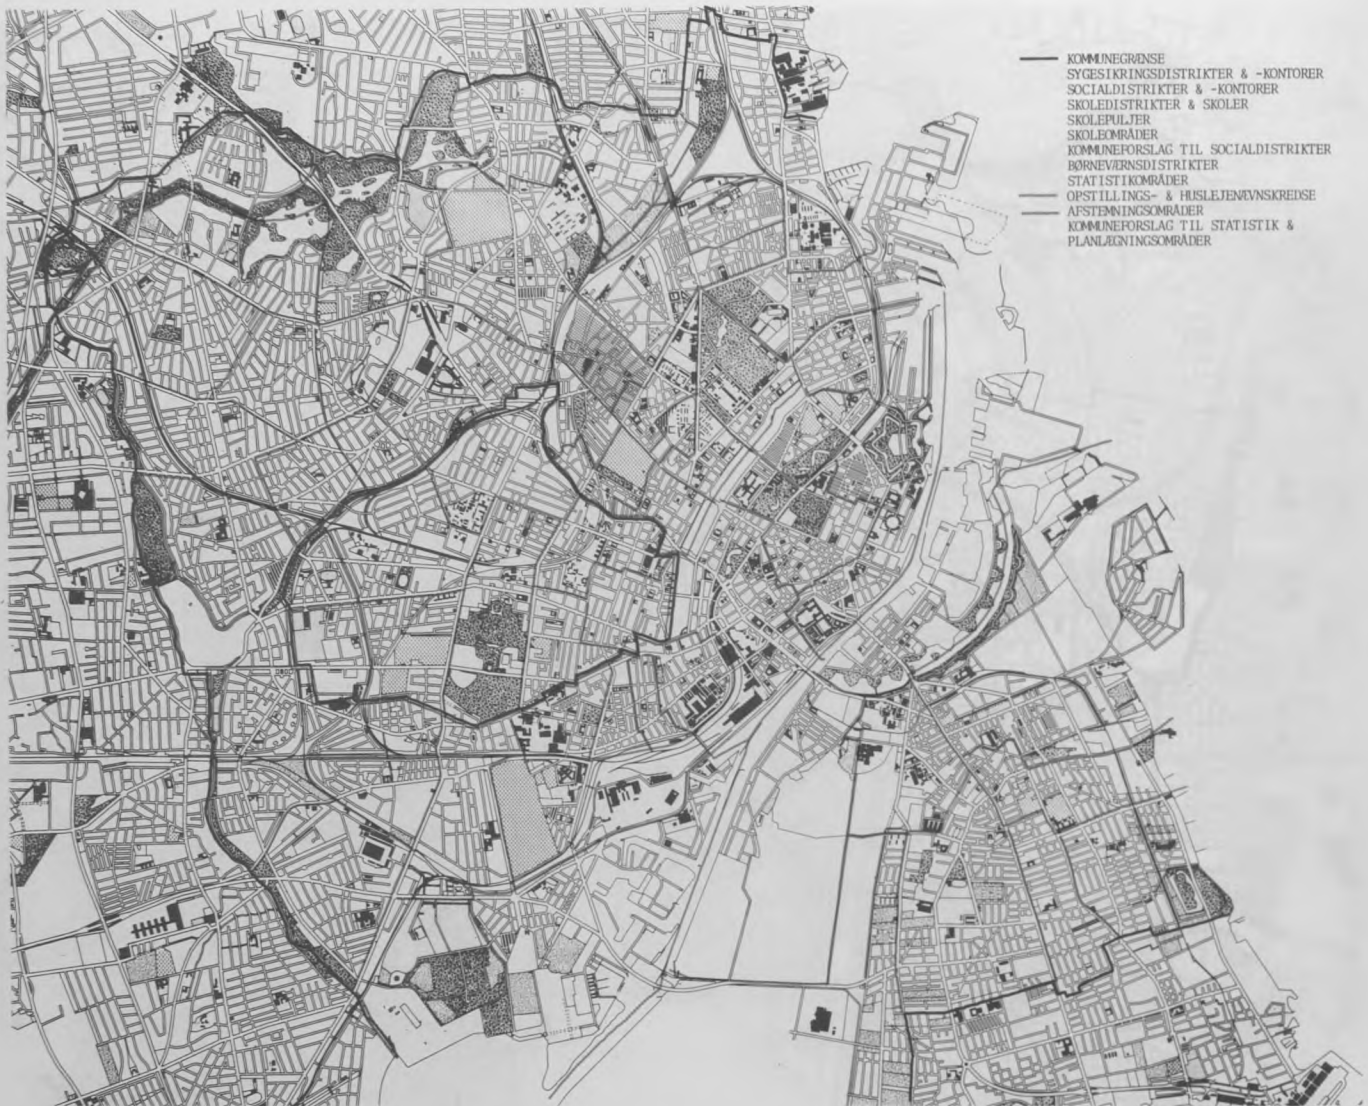 KOMMUNEGRÆNSE
SYGESIKRINGSDISTRIKTER & -KONTORER
SOCIALDISTRIKTER & -KONTORER
SKOLEDISTRIKTER & SKOLER
SKOLEPULJER
SKOLEOMRÅDER
KOMMUNEFORSLAG TIL SOCIALDISTRIKTER
BØRNEVÆRNSDISTRIKTER
STATISTIKOMRÅDER
OPSTILLINGS- & HUSLEJENÆVNSKREDSE
AFSTEMNINGSOMRÅDER
KOMMUNEFORSLAG TIL STATISTIK &
PLANLÆGNINGSOMRÅDER